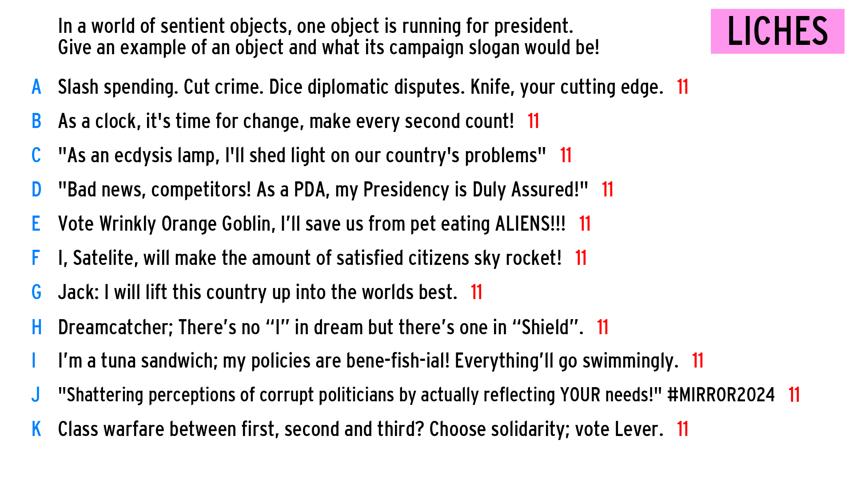 In a world of sentient objects, one object is running for president.
Give an example of an object and what its campaign slogan would be!
LICHES
A Slash spending. Cut crime. Dice diplomatic disputes. Knife, your cutting edge. 11
B As a clock, it's time for change, make every second count! 11
C "As an ecdysis lamp, I'll shed light on our country's problems" 11
D "Bad news, competitors! As a PDA, my Presidency is Duly Assured!" 11
E Vote Wrinkly Orange Goblin, I’ll save us from pet eating ALIENS!!! 11
F I, Satelite, will make the amount of satisfied citizens sky rocket! 11
G Jack: I will lift this country up into the worlds best. 11
H Dreamcatcher; There’s no “I” in dream but there’s one in “Shield”. 11
I I’m a tuna sandwich; my policies are bene-fish-ial! Everything’ll go swimmingly. 11
J "Shattering perceptions of corrupt politicians by actually reflecting YOUR needs!" #MIRROR2024 11
K Class warfare between first, second and third? Choose solidarity; vote Lever. 11